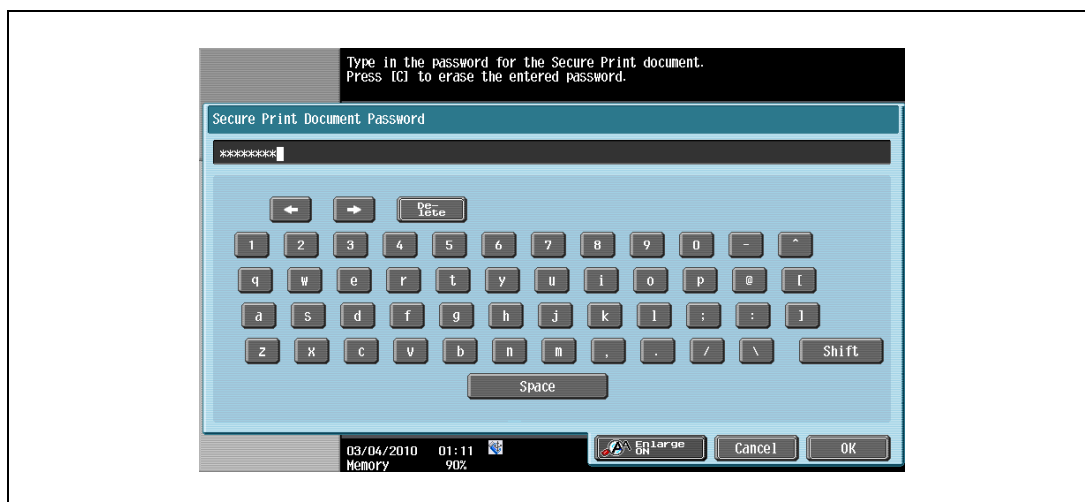 Type in the password for the Secure Print document.
Press [C] to erase the entered password.
Secure Print Document Password
********
← → De-
lete
1 2 3 4 5 6 7 8 9 0 - ^
q w e r t y u i o p @ [
a s d f g h j k l ; : ]
z x c v b n m , . / \ Shift
Space
03/04/2010 01:11
Memory 90%
Enlarge
ON
Cancel OK